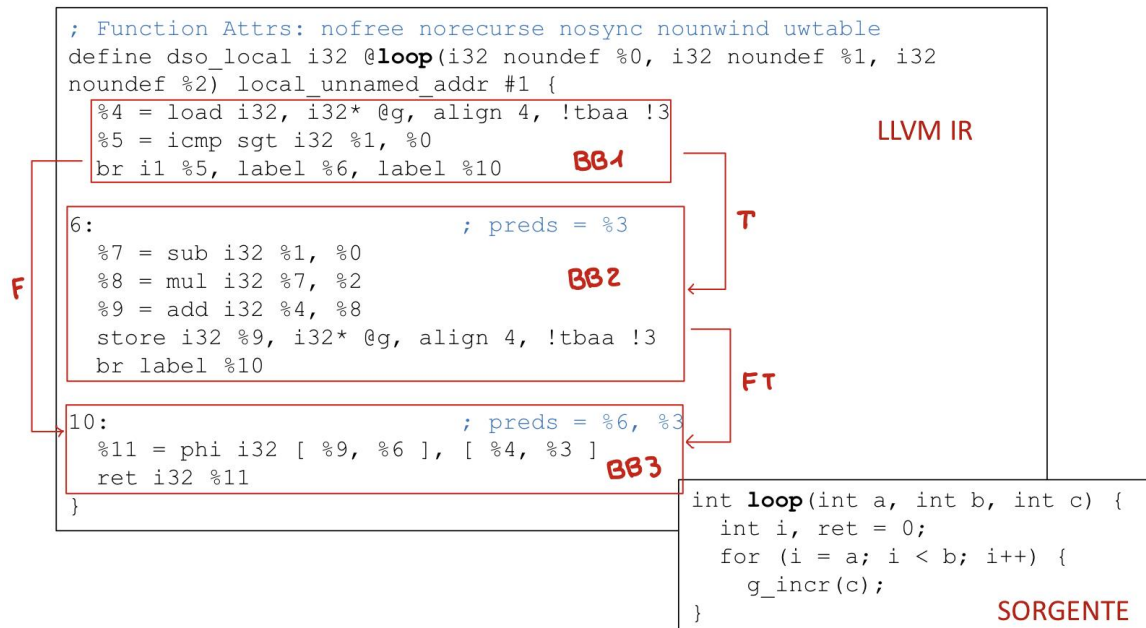 ; Function Attrs: nofree norecurse nosync nounwind uwtable
define dso_local i32 @loop(i32 noundef %0, i32 noundef %1, i32
noundef %2) local_unnamed_addr #1 {
%4 = load i32, i32* @g, align 4, !tbaa !3
%5 = icmp sgt i32 %1, %0
br i1 %5, label %6, label %10
BB1
LLVM IR
T
F
6: ; preds = %3
%7 = sub i32 %1, %0
%8 = mul i32 %7, %2
%9 = add i32 %4, %8
store i32 %9, i32* @g, align 4, !tbaa !3
br label %10
BB2
FT
10: ; preds = %6, %3
%11 = phi i32 [ %9, %6 ], [ %4, %3 ]
ret i32 %11
BB3
}
int loop(int a, int b, int c) {
int i, ret = 0;
for (i = a; i < b; i++) {
g_incr(c);
}
SORGENTE